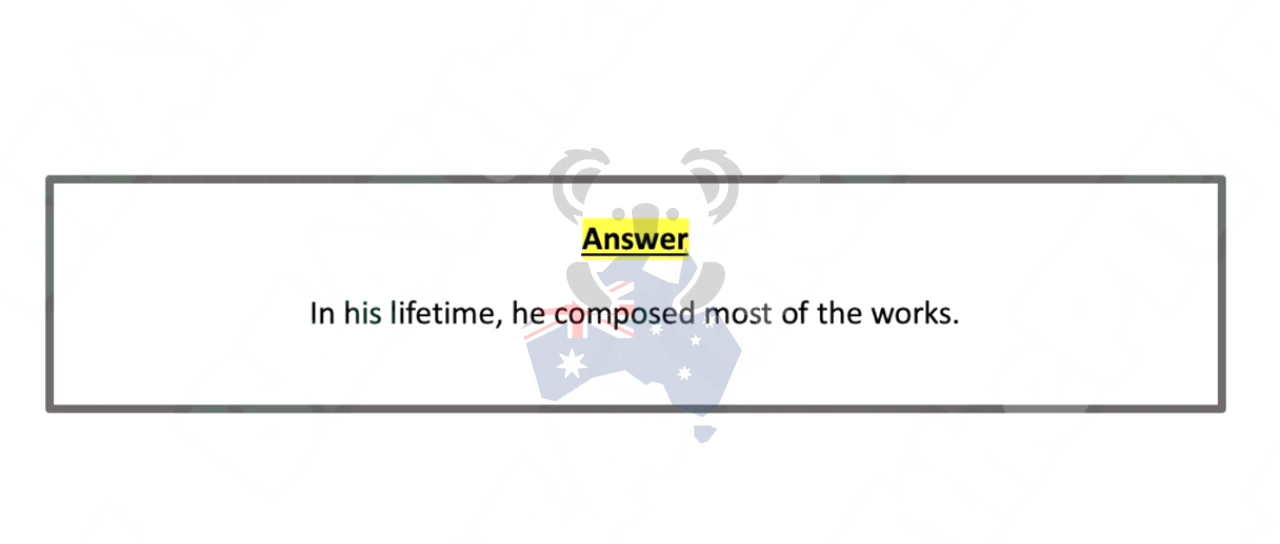 Answer
In his lifetime, he composed most of the works.